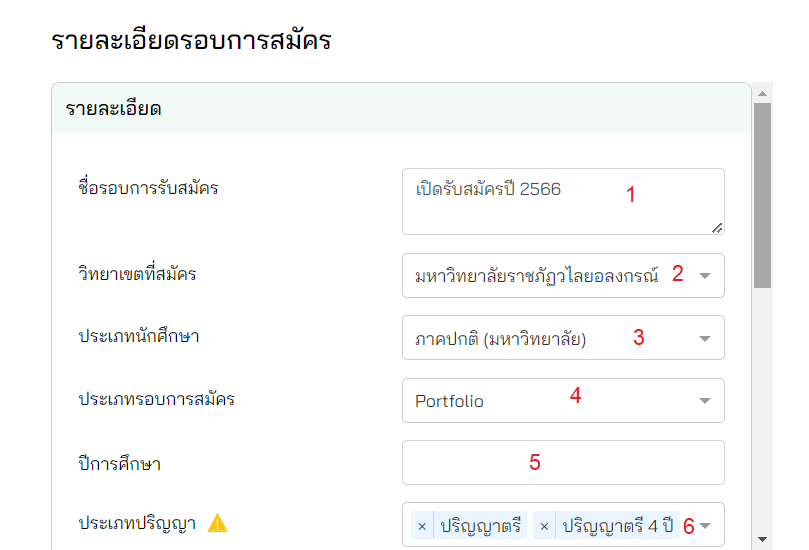 รายละเอียดรอบการสมัคร
รายละเอียด
ชื่อรอบการรับสมัคร เปิดรับสมัครปี 2566 1
วิทยาเขตที่สมัคร มหาวิทยาลัยราชภัฏวไลยอลงกรณ์ 2
ประเภทนักศึกษา ภาคปกติ (มหาวิทยาลัย) 3
ประเภทรอบการสมัคร Portfolio 4
ปีการศึกษา 5
ประเภทปริญญา × ปริญญาตรี × ปริญญาตรี 4 ปี 6